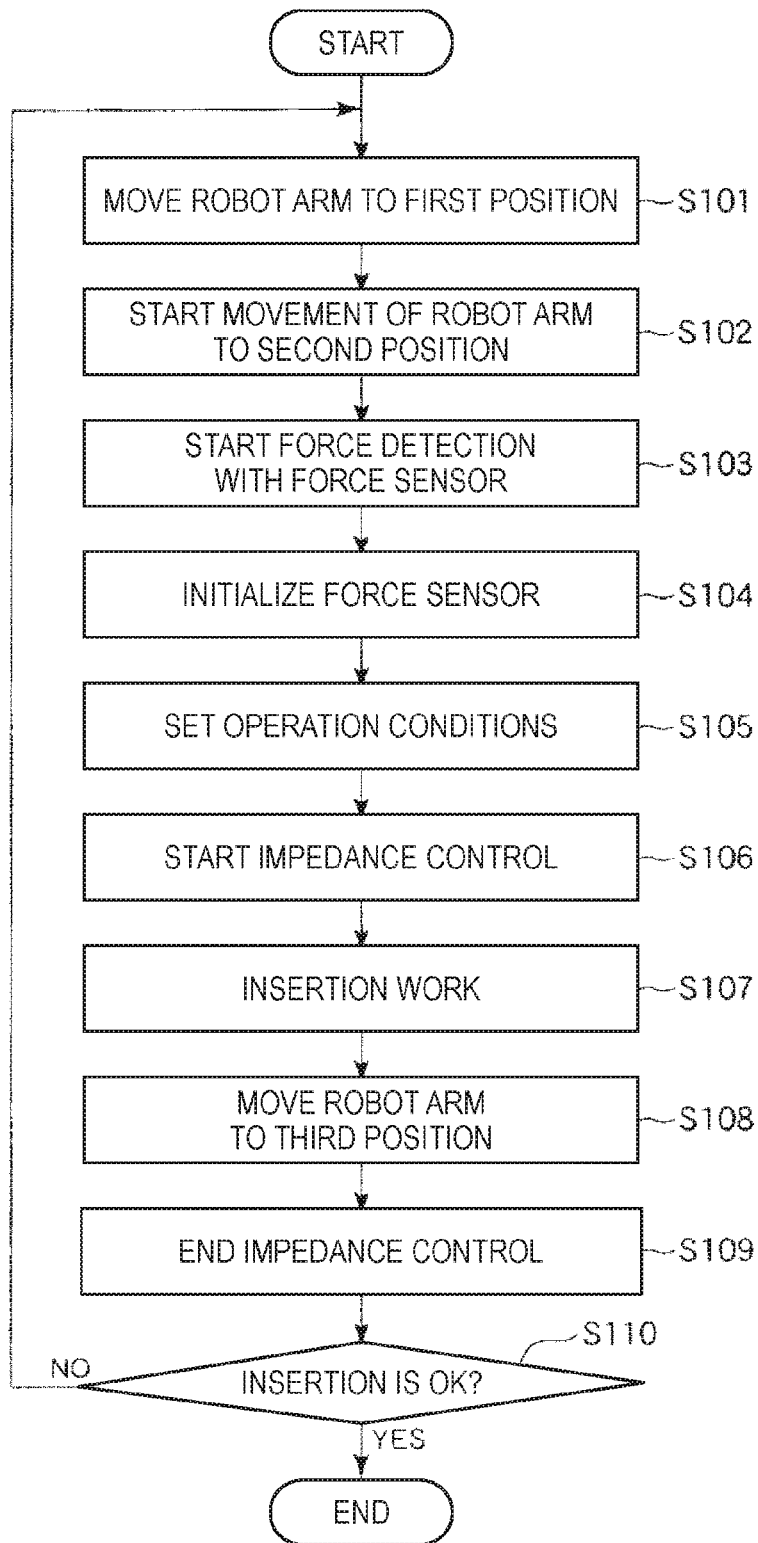 START
MOVE ROBOT ARM TO FIRST POSITION
S101
START MOVEMENT OF ROBOT ARM
TO SECOND POSITION
S102
START FORCE DETECTION
WITH FORCE SENSOR
S103
INITIALIZE FORCE SENSOR
S104
SET OPERATION CONDITIONS
S105
START IMPEDANCE CONTROL
S106
INSERTION WORK
S107
MOVE ROBOT ARM
TO THIRD POSITION
S108
END IMPEDANCE CONTROL
S109
S110
NO
INSERTION IS OK?
YES
END